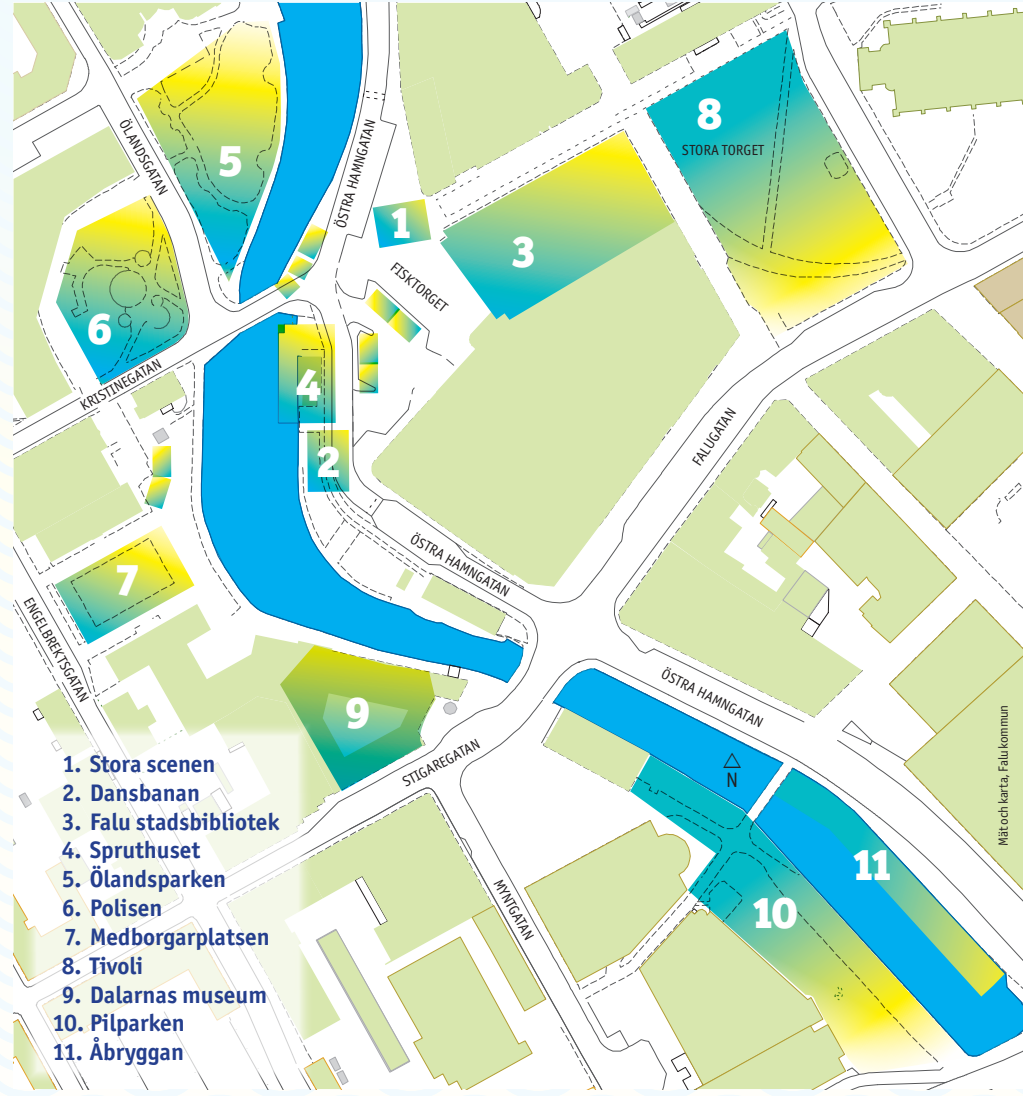 8
STORA TORGET
ÖLANDSGATAN
5
ÖSTRA HAMNGATAN
1
3
FISKTORGET
6
KRISTINEGATAN
4
2
FALUGATAN
ÖSTRA HAMNGATAN
7
ENGELBREKTSGATAN
9
STIGAREGATAN
ÖSTRA HAMNGATAN
N
Mät och karta, Falu kommun
11
10
MYNTGATAN
1. Stora scenen
2. Dansbanan
3. Falu stadsbibliotek
4. Spruthuset
5. Ölandsparken
6. Polisen
7. Medborgarplatsen
8. Tivoli
9. Dalarnas museum
10. Pilparken
11. Åbryggan